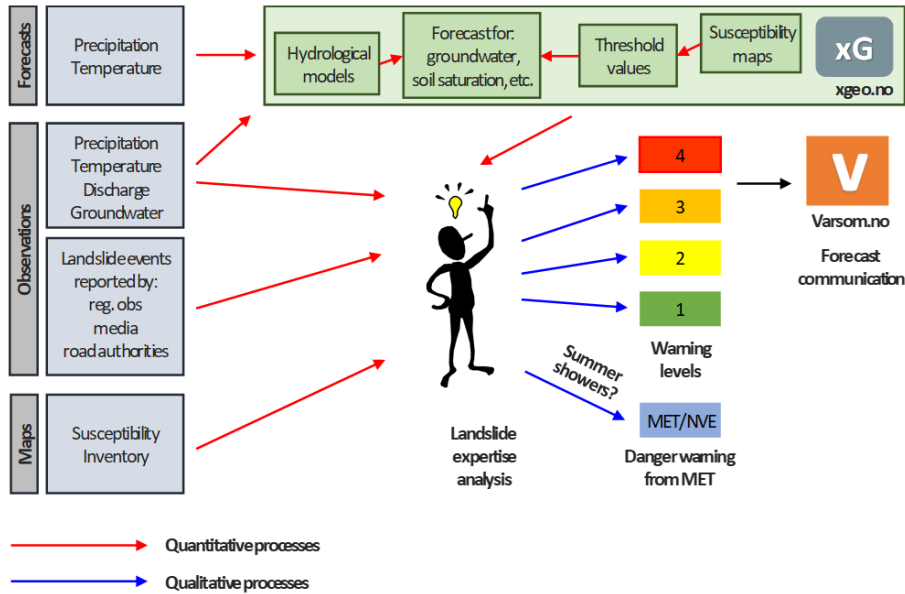 Forecasts
Precipitation
Temperature
Hydrological
models
Forecast for:
groundwater,
soil saturation, etc.
Threshold
values
Susceptibility
maps
xG
xgeo.no
Observations
Precipitation
Temperature
Discharge
Groundwater
Landslide events
reported by:
reg. obs
media
road authorities
Maps
Susceptibility
Inventory
Landslide
expertise
analysis
4
3
2
1
Warning
levels
Summer
showers?
MET/NVE
Danger warning
from MET
V
Varsom.no
Forecast
communication
Quantitative processes
Qualitative processes